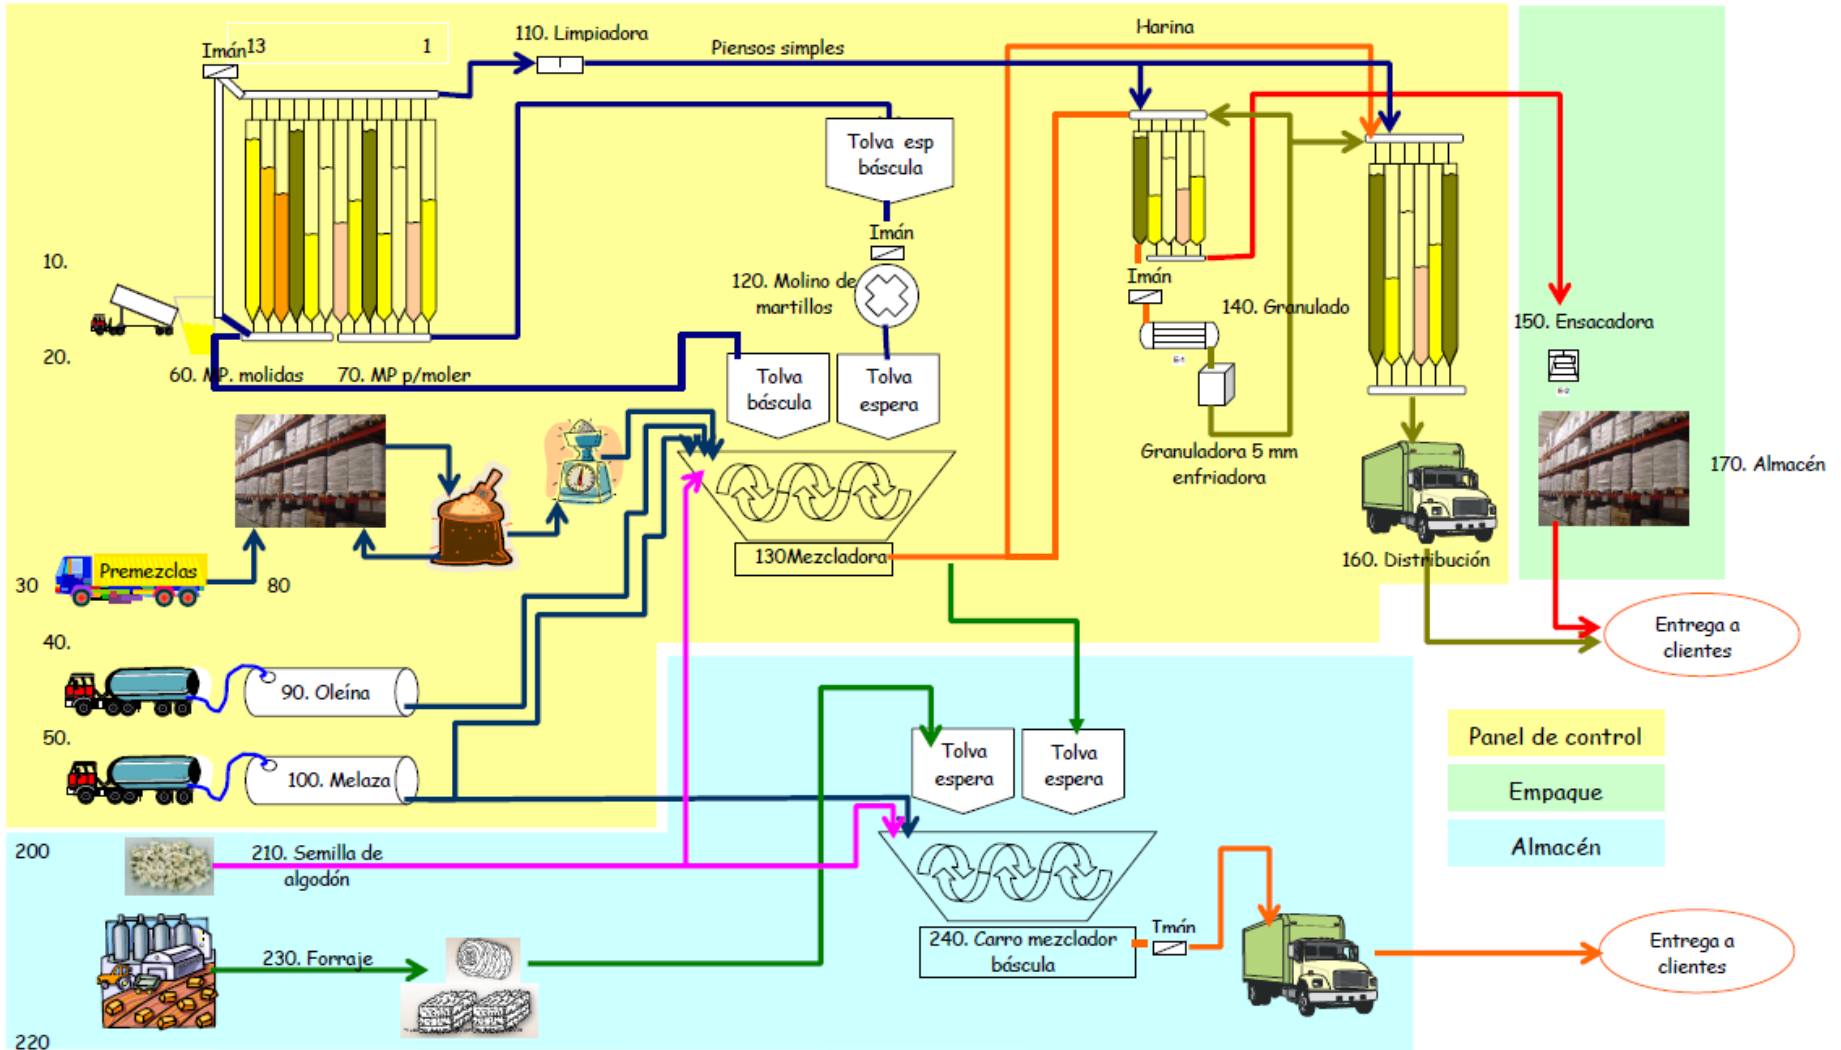 Imán
13
1
110. Limpiadora
Piensos simples
Harina
Tolva esp
báscula
Imán
10.
120. Molino de
martillos
Imán
140. Granulado
150. Ensacadora
20.
60. MP. molidas
70. MP p/moler
Tolva
báscula
Tolva
espera
E-1
E-2
Granuladora 5 mm
enfriadora
170. Almacén
130Mezcladora
160. Distribución
Premezclas
30
80
40.
Entrega a
clientes
90. Oleína
50.
100. Melaza
Tolva
espera
Tolva
espera
Panel de control
Empaque
Almacén
200
210. Semilla de
algodón
230. Forraje
240. Carro mezclador
báscula
Imán
Entrega a
clientes
220